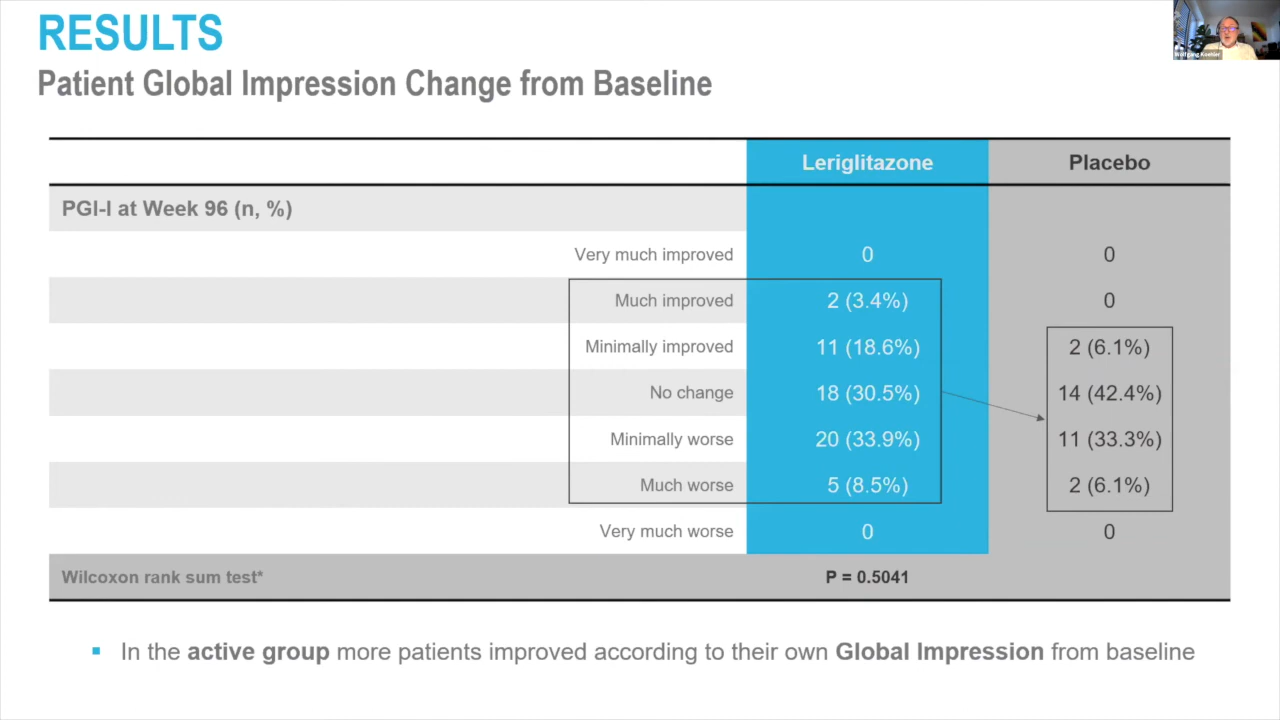 RESULTS
Patient Global Impression Change from Baseline
Wolfgang Koehler
Leriglitazone Placebo
PGI-I at Week 96 (n, %)
Very much improved 0 0
Much improved 2 (3.4%) 0
Minimally improved 11 (18.6%) 2 (6.1%)
No change 18 (30.5%) 14 (42.4%)
Minimally worse 20 (33.9%) 11 (33.3%)
Much worse 5 (8.5%) 2 (6.1%)
Very much worse 0 0
Wilcoxon rank sum test* P = 0.5041
▪ In the active group more patients improved according to their own Global Impression from baseline